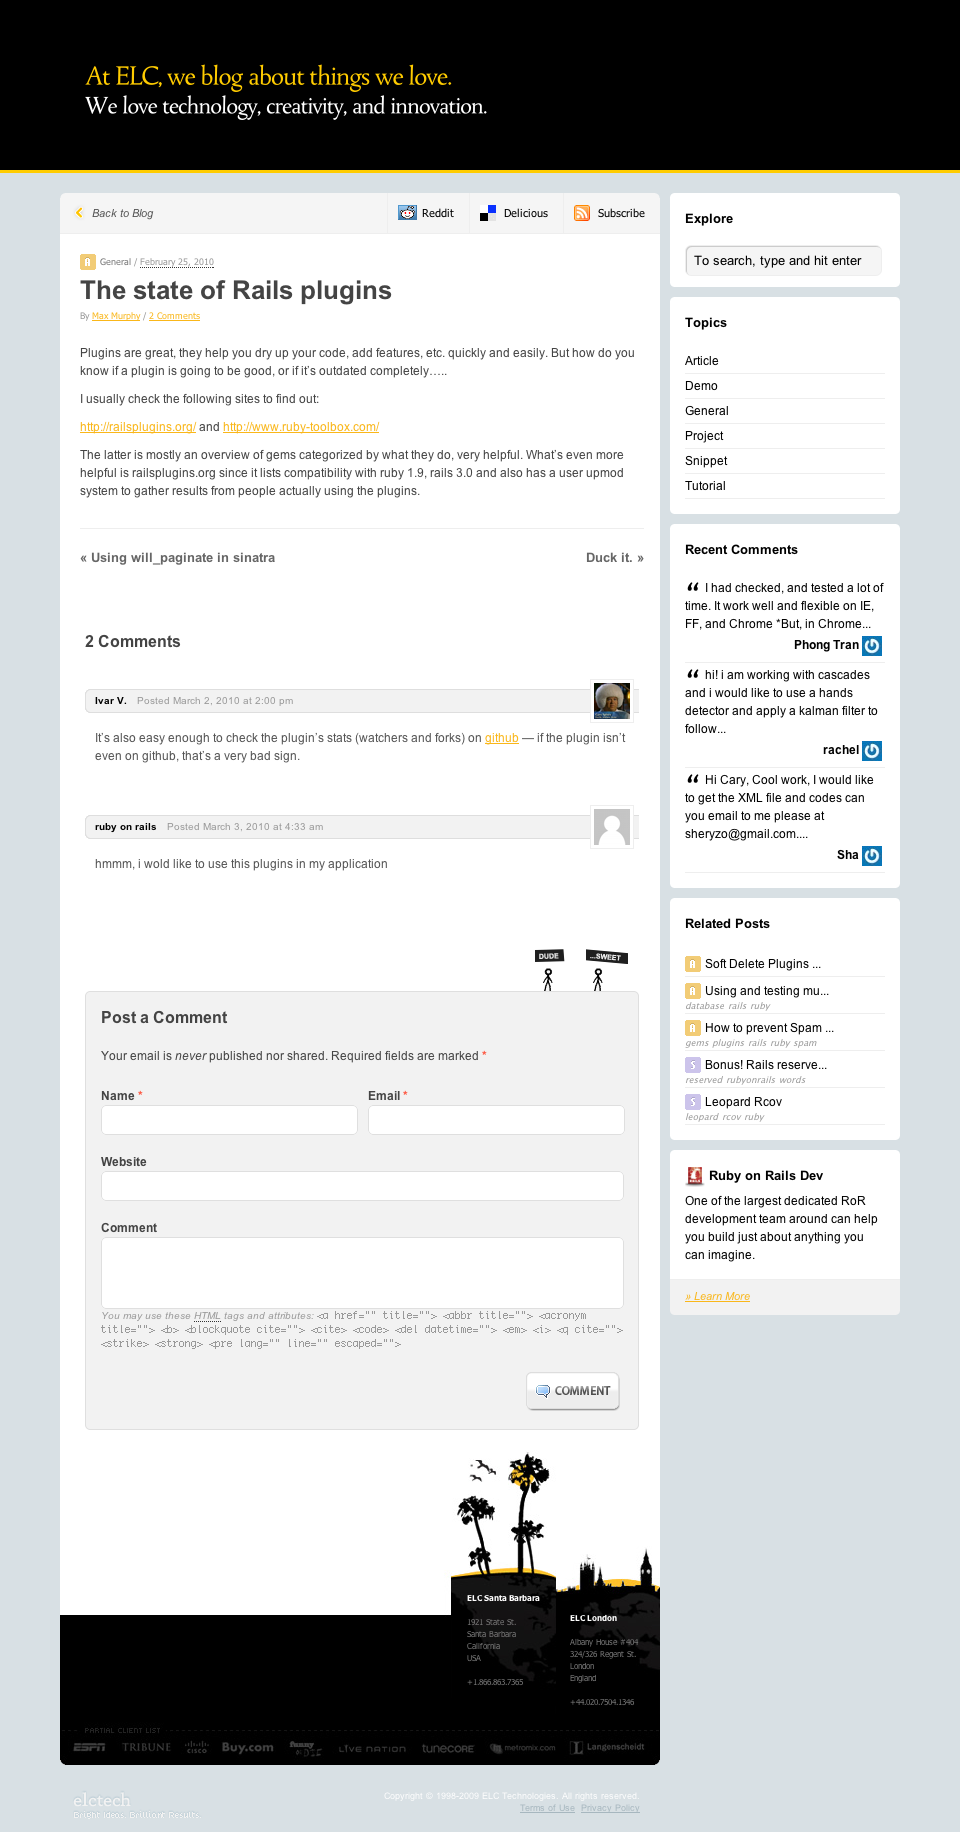 At ELC, we blog about things we love.
We love technology, creativity, and innovation.
Back to Blog
Reddit
Delicious
Subscribe
General / February 25, 2010
The state of Rails plugins
By Max Murphy / 2 Comments
Plugins are great, they help you dry up your code, add features, etc. quickly and easily. But how do you
know if a plugin is going to be good, or if it's outdated completely.....
I usually check the following sites to find out:
http://railsplugins.org/ and http://www.ruby-toolbox.com/
The latter is mostly an overview of gems categorized by what they do, very helpful. What's even more
helpful is railsplugins.org since it lists compatibility with ruby 1.9, rails 3.0 and also has a user upmod
system to gather results from people actually using the plugins.
« Using will_paginate in sinatra
Duck it. »
2 Comments
Ivar V. Posted March 2, 2010 at 2:00 pm
It's also easy enough to check the plugin's stats (watchers and forks) on github — if the plugin isn't
even on github, that's a very bad sign.
ruby on rails Posted March 3, 2010 at 4:33 am
hmmm, i wold like to use this plugins in my application
DUDE
...SWEET
Post a Comment
Your email is never published nor shared. Required fields are marked *
Name *
Email *
Website
Comment
You may use these HTML tags and attributes: <a href="" title=""> <abbr title=""> <acronym
title=""> <b> <blockquote cite=""> <cite> <code> <del datetime=""> <em> <i> <q cite="">
<strike> <strong> <pre lang="" line="" escaped="">
COMMENT
Explore
To search, type and hit enter
Topics
Article
Demo
General
Project
Snippet
Tutorial
Recent Comments
“ I had checked, and tested a lot of
time. It work well and flexible on IE,
FF, and Chrome *But, in Chrome...
Phong Tran
“ hi! i am working with cascades
and i would like to use a hands
detector and apply a kalman filter to
follow...
rachel
“ Hi Cary, Cool work, I would like
to get the XML file and codes can
you email to me please at
sheryzo@gmail.com....
Sha
Related Posts
A Soft Delete Plugins ...
A Using and testing mu...
database rails ruby
A How to prevent Spam ...
gems plugins rails ruby spam
S Bonus! Rails reserve...
reserved rubyonrails words
S Leopard Rcov
leopard rcov ruby
Ruby on Rails Dev
One of the largest dedicated RoR
development team around can help
you build just about anything you
can imagine.
» Learn More
ELC Santa Barbara
1921 State St.
Santa Barbara
California
USA
+1.866.863.7365
ELC London
Albany House #404
324/326 Regent St.
London
England
+44.020.7504.1346
PARTIAL CLIENT LIST
ESPN
TRIBUNE
CISCO
Buy.com
funny or DIE
LIVE NATION
TUNECORE
metromix.com
Langenscheidt
elctech
Bright Ideas. Brilliant Results.
Copyright © 1998-2009 ELC Technologies. All rights reserved.
Terms of Use Privacy Policy